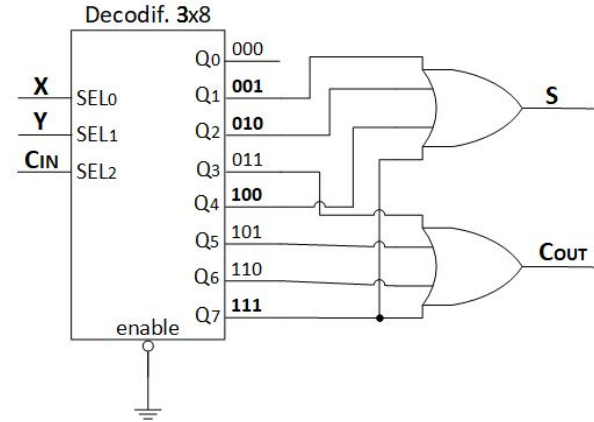 Decodif. 3x8
X SEL0
Y SEL1
CIN SEL2
Q0 000
Q1 001
Q2 010
Q3 011
Q4 100
Q5 101
Q6 110
Q7 111
enable
S
COUT